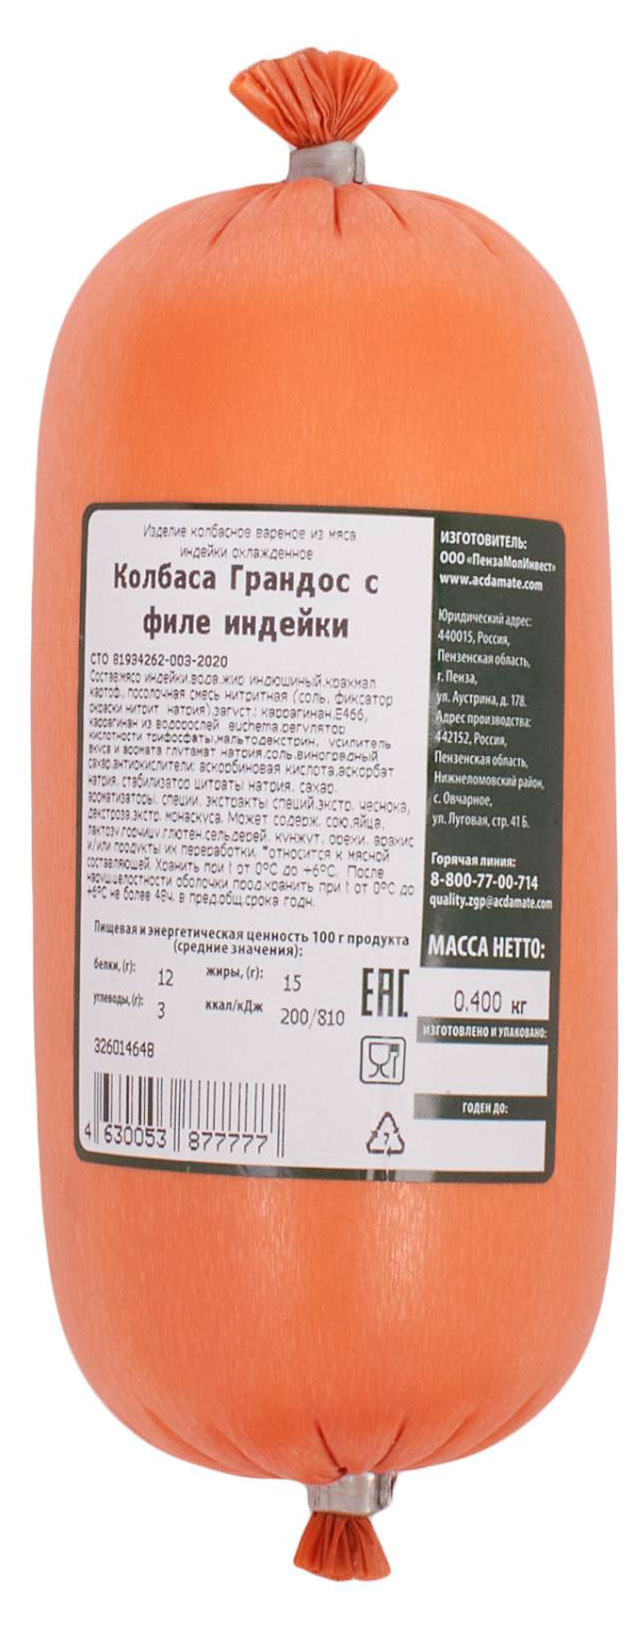 Изделие колбасное вареное из мяса
индейки охлажденное
Колбаса Грандос с
филе индейки
СТО 81934262-003-2020
Состав:мясо индейки,вода,жир индюшиный,крахмал
картоф, посолочная смесь нитритная (соль, фиксатор
окраски нитрит натрия),загуст.: каррагинан,Е466,
каррагинан из водорослей euchema,регулятор
кислотности трифосфаты,мальтодекстрин, усилитель
вкуса и аромата глутамат натрия,соль,виноградный
сахар,антиокислители: аскорбиновая кислота,аскорбат
натрия, стабилизатор цитраты натрия, сахар,
ароматизаторы, специи, экстракты специй,экстр. чеснока,
декстроза,экстр. монаскуса. Может содерж. сою,яйца,
лактозу,горчицу,глютен,сельдерей, кунжут, орехи, арахис
и/или продукты их переработки. *относится к мясной
составляющей. Хранить при t от 0°С до +6°С. После
нарушцелостности оболочки прод.хранить при t от 0°С до
+6°С не более 48ч. в пред.общ.срока годн.
Пищевая и энергетическая ценность 100 г продукта
(средние значения):
белки, (г): 12 жиры, (г): 15
углеводы, (г): 3 ккал/кДж 200/810
326014648
4 630053 877777
EAC
7
ИЗГОТОВИТЕЛЬ:
ООО «ПензаМолИнвест»
www.acdamate.com
Юридический адрес:
440015, Россия,
Пензенская область,
г. Пенза,
ул. Аустрина, д. 178.
Адрес производства:
442152, Россия,
Пензенская область,
Нижнеломовский район,
с. Овчарное,
ул. Луговая, стр. 41 Б.
Горячая линия:
8-800-77-00-714
quality.zgp@acdamate.com
МАССА НЕТТО:
0.400 кг
ИЗГОТОВЛЕНО И УПАКОВАНО:
ГОДЕН ДО: